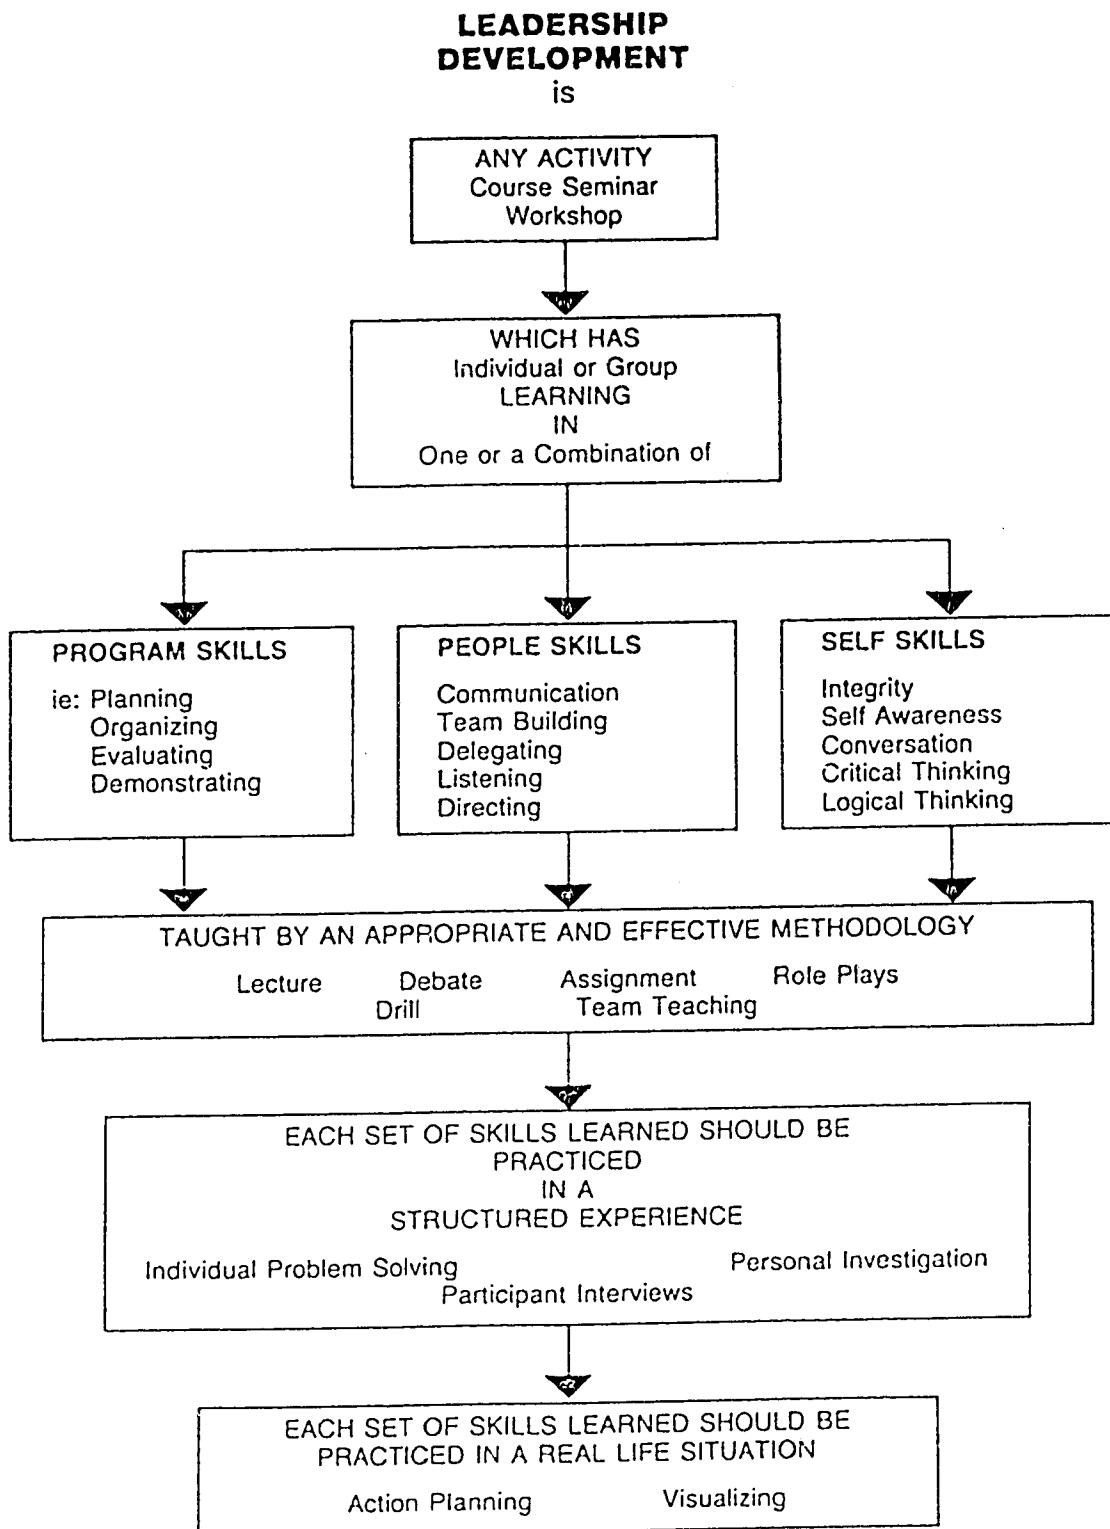 LEADERSHIP
DEVELOPMENT
is
ANY ACTIVITY
Course Seminar
Workshop
WHICH HAS
Individual or Group
LEARNING
IN
One or a Combination of
PROGRAM SKILLS
ie: Planning
Organizing
Evaluating
Demonstrating
PEOPLE SKILLS
Communication
Team Building
Delegating
Listening
Directing
SELF SKILLS
Integrity
Self Awareness
Conversation
Critical Thinking
Logical Thinking
TAUGHT BY AN APPROPRIATE AND EFFECTIVE METHODOLOGY
Lecture Debate Assignment Role Plays
Drill Team Teaching
EACH SET OF SKILLS LEARNED SHOULD BE
PRACTICED
IN A
STRUCTURED EXPERIENCE
Individual Problem Solving Personal Investigation
Participant Interviews
EACH SET OF SKILLS LEARNED SHOULD BE
PRACTICED IN A REAL LIFE SITUATION
Action Planning Visualizing